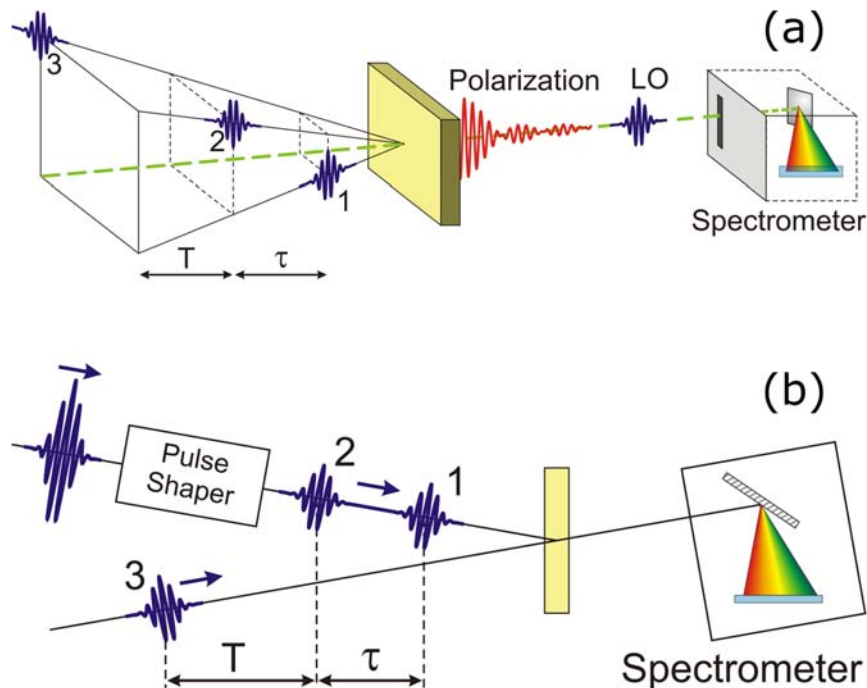 (a)
3
Polarization
LO
2
1
Spectrometer
T
τ
(b)
Pulse
Shaper
2
1
3
T
τ
Spectrometer